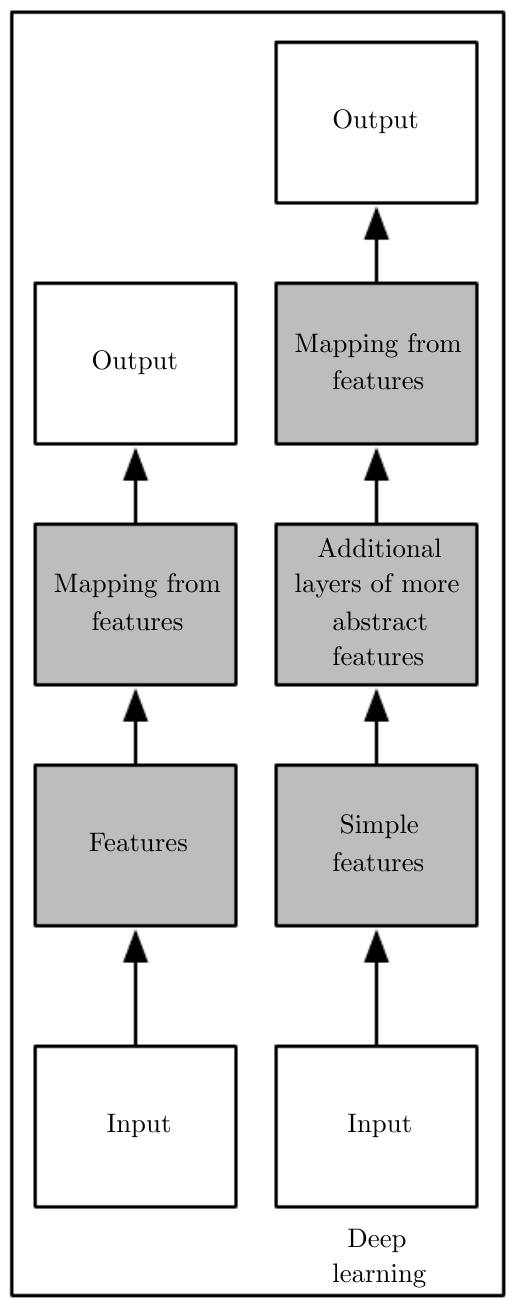 Output
Mapping from
features
Features
Input
Output
Mapping from
features
Additional
layers of more
abstract
features
Simple
features
Input
Deep
learning